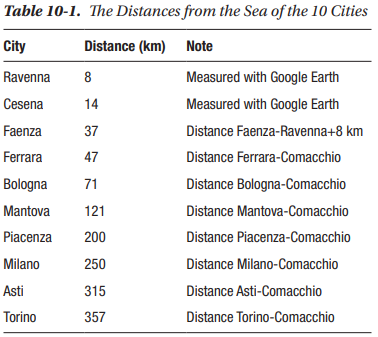 Table 10-1. The Distances from the Sea of the 10 Cities
City Distance (km) Note
Ravenna 8 Measured with Google Earth
Cesena 14 Measured with Google Earth
Faenza 37 Distance Faenza-Ravenna+8 km
Ferrara 47 Distance Ferrara-Comacchio
Bologna 71 Distance Bologna-Comacchio
Mantova 121 Distance Mantova-Comacchio
Piacenza 200 Distance Piacenza-Comacchio
Milano 250 Distance Milano-Comacchio
Asti 315 Distance Asti-Comacchio
Torino 357 Distance Torino-Comacchio